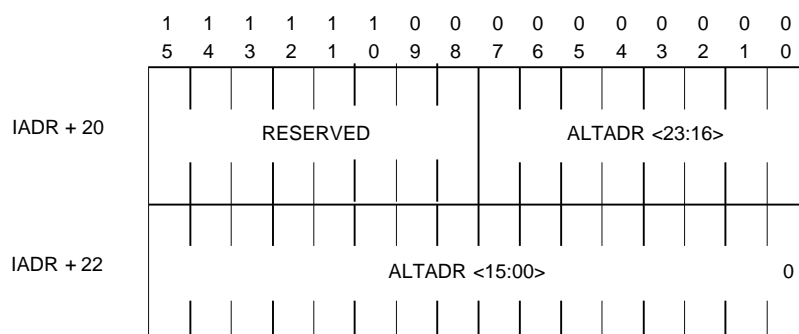 1 1 1 1 1 1 0 0 0 0 0 0 0 0 0 0
5 4 3 2 1 0 9 8 7 6 5 4 3 2 1 0
IADR + 20 RESERVED ALTADR <23:16>
IADR + 22 ALTADR <15:00> 0